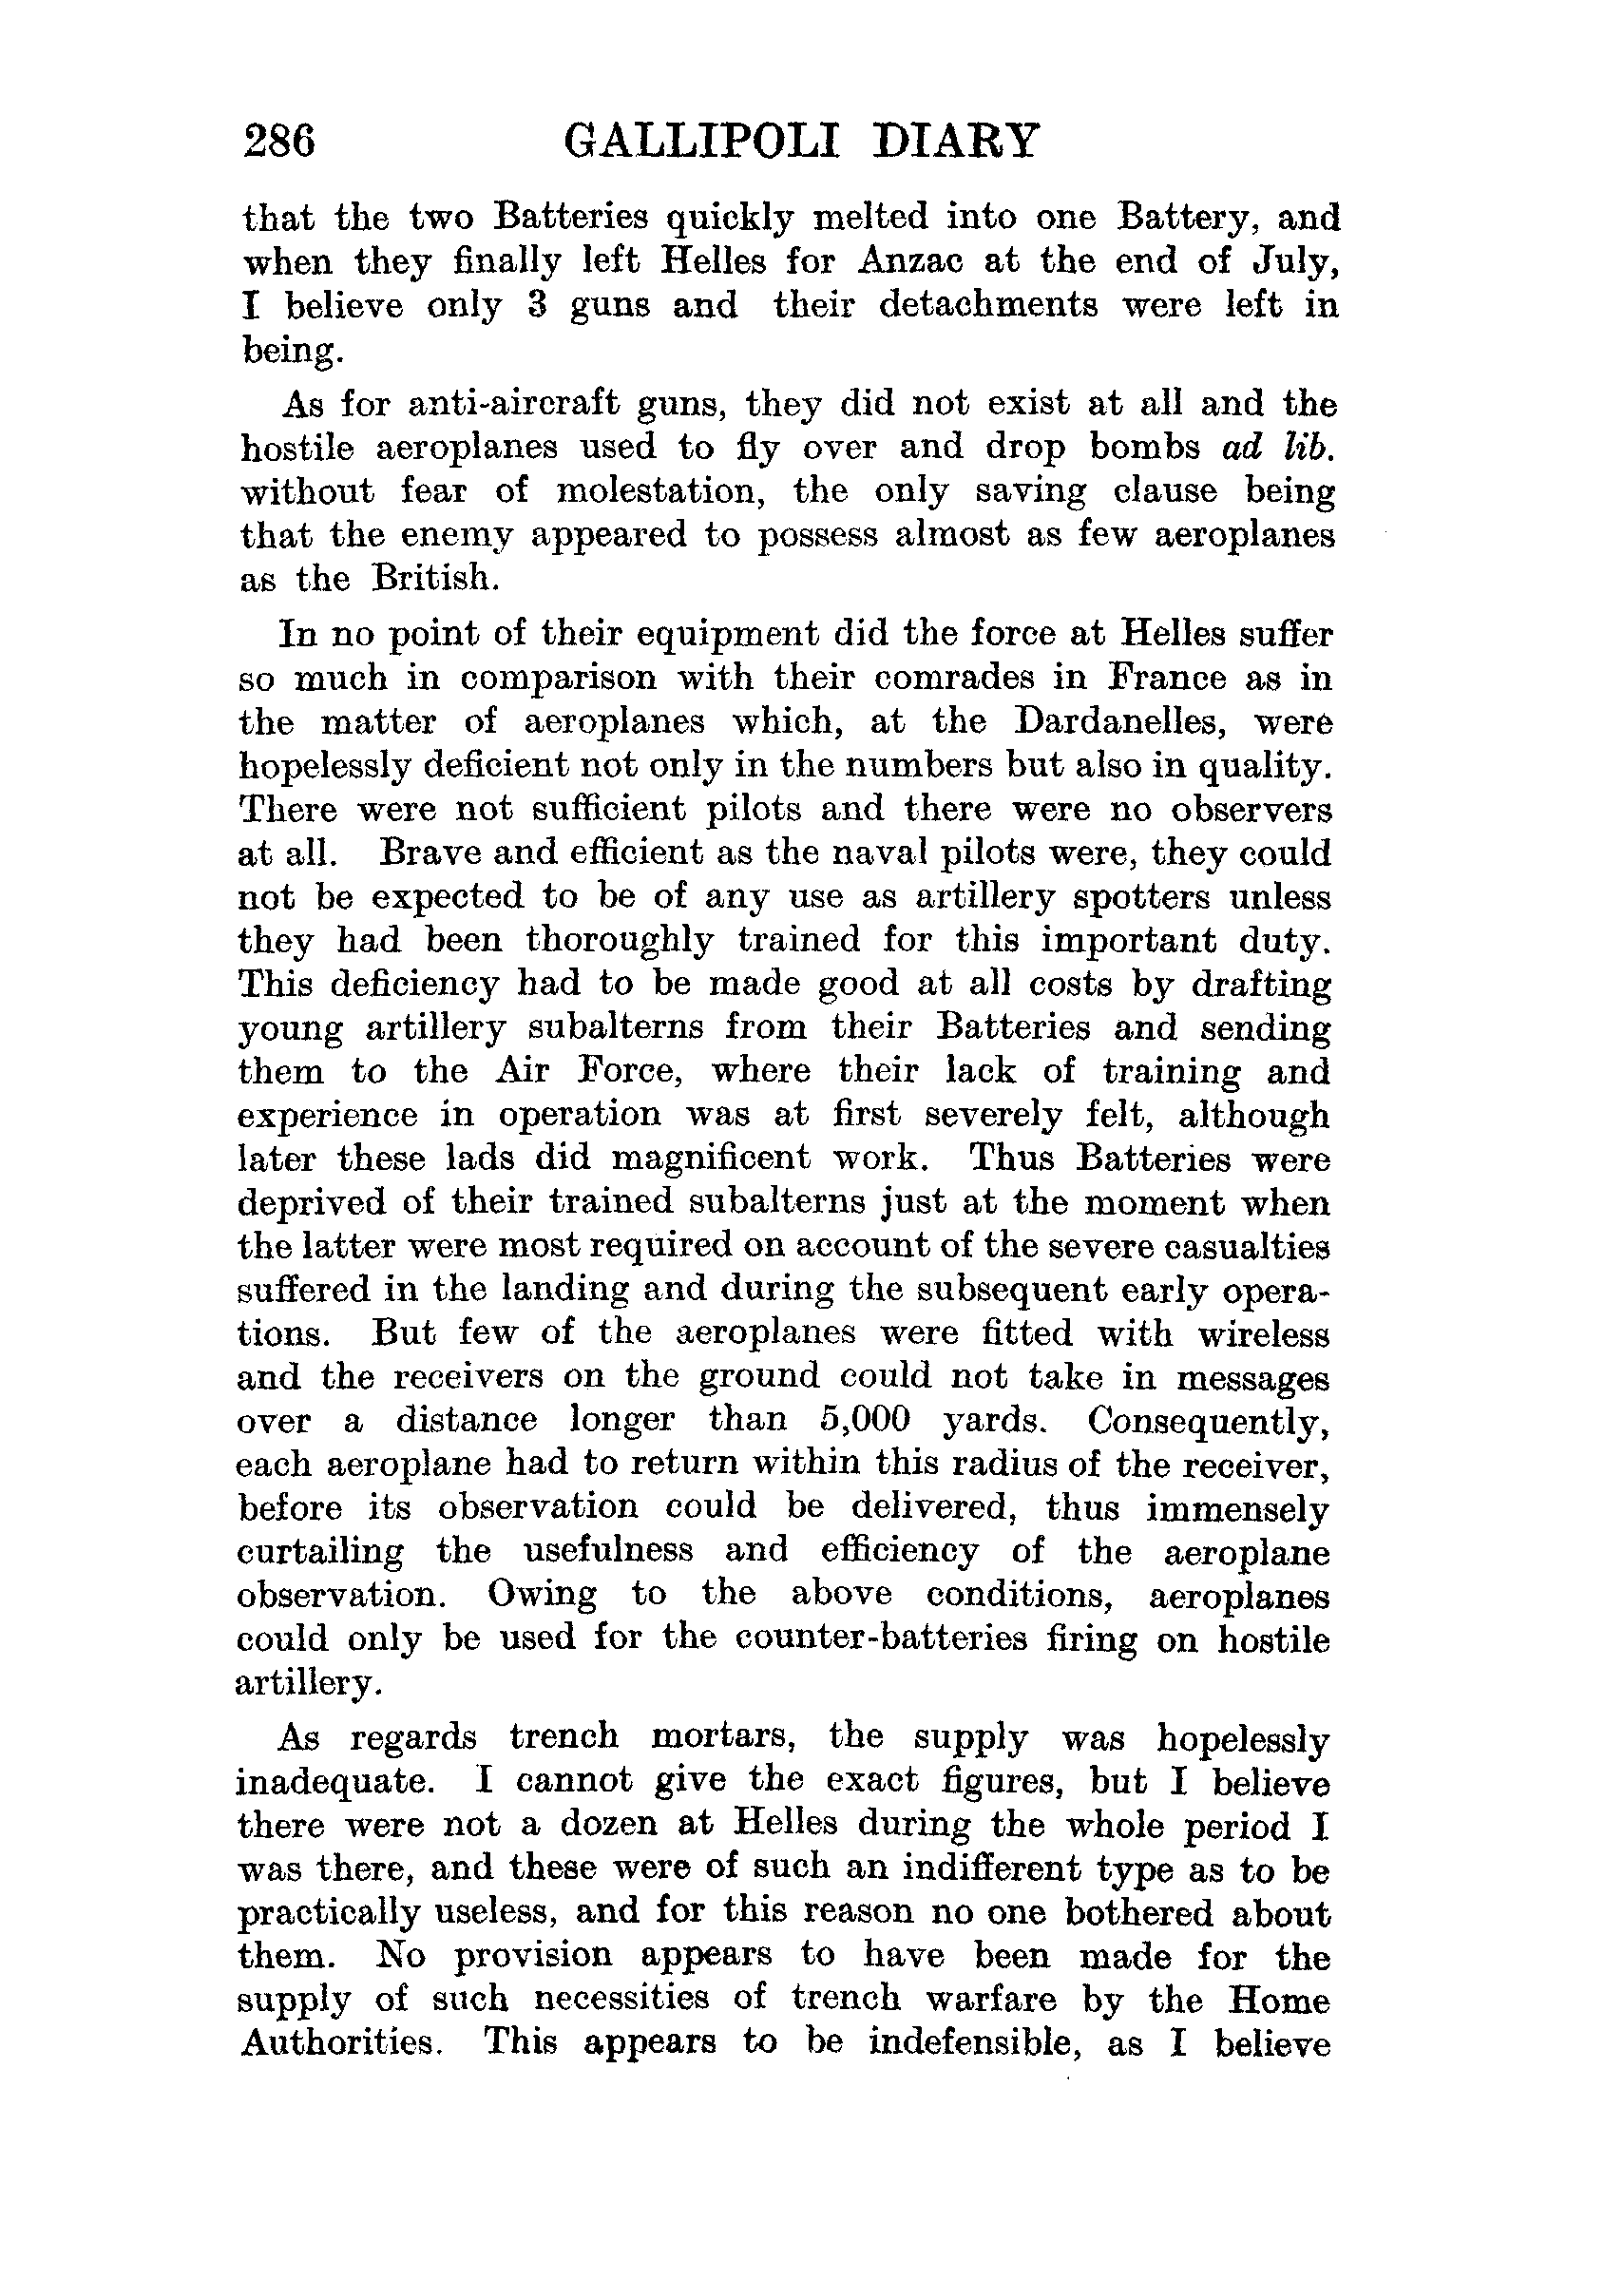 286 GALLIPOLI DIARY
that the two Batteries quickly melted into one Battery, and
when they finally left Helles for Anzac at the end of July,
I believe only 3 guns and their detachments were left in
being.
As for anti-aircraft guns, they did not exist at all and the
hostile aeroplanes used to fly over and drop bombs ad lib.
without fear of molestation, the only saving clause being
that the enemy appeared to possess almost as few aeroplanes
as the British.
In no point of their equipment did the force at Helles suffer
so much in comparison with their comrades in France as in
the matter of aeroplanes which, at the Dardanelles, were
hopelessly deficient not only in the numbers but also in quality.
There were not sufficient pilots and there were no observers
at all. Brave and efficient as the naval pilots were, they could
not be expected to be of any use as artillery spotters unless
they had been thoroughly trained for this important duty.
This deficiency had to be made good at all costs by drafting
young artillery subalterns from their Batteries and sending
them to the Air Force, where their lack of training and
experience in operation was at first severely felt, although
later these lads did magnificent work. Thus Batteries were
deprived of their trained subalterns just at the moment when
the latter were most required on account of the severe casualties
suffered in the landing and during the subsequent early opera-
tions. But few of the aeroplanes were fitted with wireless
and the receivers on the ground could not take in messages
over a distance longer than 5,000 yards. Consequently,
each aeroplane had to return within this radius of the receiver,
before its observation could be delivered, thus immensely
curtailing the usefulness and efficiency of the aeroplane
observation. Owing to the above conditions, aeroplanes
could only be used for the counter-batteries firing on hostile
artillery.
As regards trench mortars, the supply was hopelessly
inadequate. I cannot give the exact figures, but I believe
there were not a dozen at Helles during the whole period I
was there, and these were of such an indifferent type as to be
practically useless, and for this reason no one bothered about
them. No provision appears to have been made for the
supply of such necessities of trench warfare by the Home
Authorities. This appears to be indefensible, as I believe